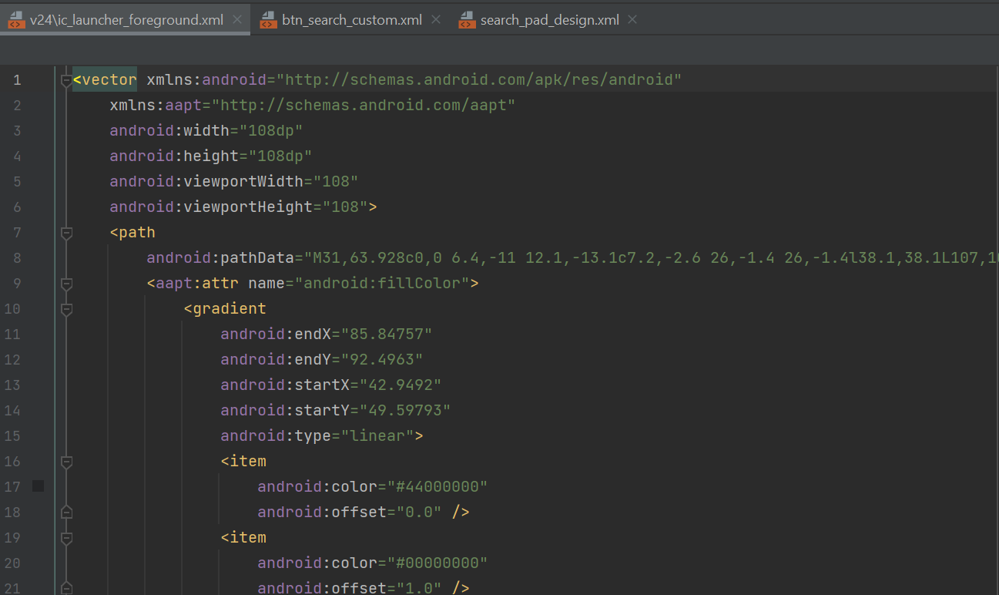 v24\ic_launcher_foreground.xml btn_search_custom.xml search_pad_design.xml
1 <vector xmlns:android="http://schemas.android.com/apk/res/android"
2 xmlns:aapt="http://schemas.android.com/aapt"
3 android:width="108dp"
4 android:height="108dp"
5 android:viewportWidth="108"
6 android:viewportHeight="108">
7 <path
8 android:pathData="M31,63.928c0,0 6.4,-11 12.1,-13.1c7.2,-2.6 26,-1.4 26,-1.4l38.1,38.1L107,10
9 <aapt:attr name="android:fillColor">
10 <gradient
11 android:endX="85.84757"
12 android:endY="92.4963"
13 android:startX="42.9492"
14 android:startY="49.59793"
15 android:type="linear">
16 <item
17 android:color="#44000000"
18 android:offset="0.0" />
19 <item
20 android:color="#00000000"
21 android:offset="1.0" />